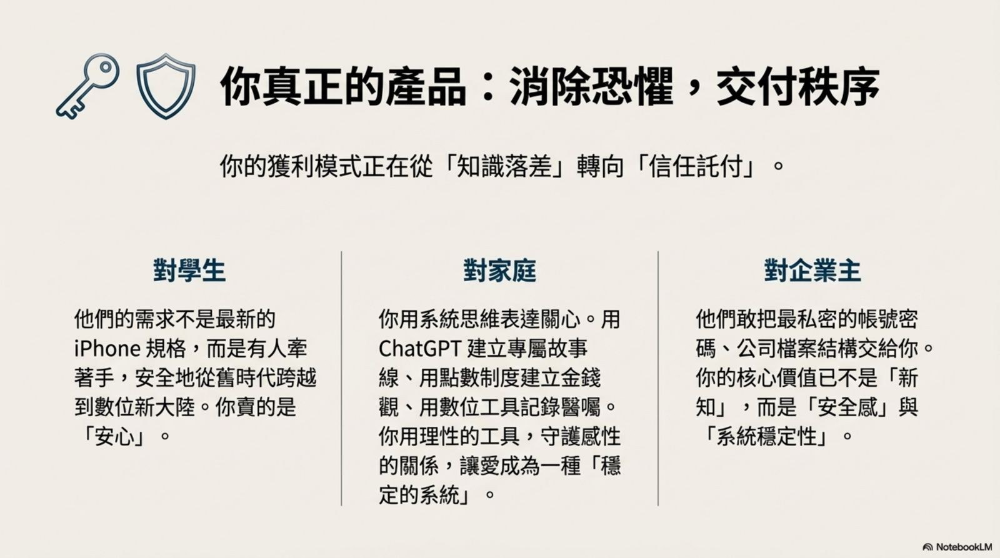 你真正的產品：消除恐懼，交付秩序
你的獲利模式正在從「知識落差」轉向「信任託付」。
對學生
他們的需求不是最新的
iPhone 規格，而是有人牽
著手，安全地從舊時代跨越
到數位新大陸。你賣的是
「安心」。
對家庭
你用系統思維表達關心。用
ChatGPT 建立專屬故事
線、用點數制度建立金錢
觀、用數位工具記錄醫囑。
你用理性的工具，守護感性
的關係，讓愛成為一種「穩
定的系統」。
對企業主
他們敢把最私密的帳號密
碼、公司檔案結構交給你。
你的核心價值已不是「新
知」，而是「安全感」與
「系統穩定性」。
NotebookLM